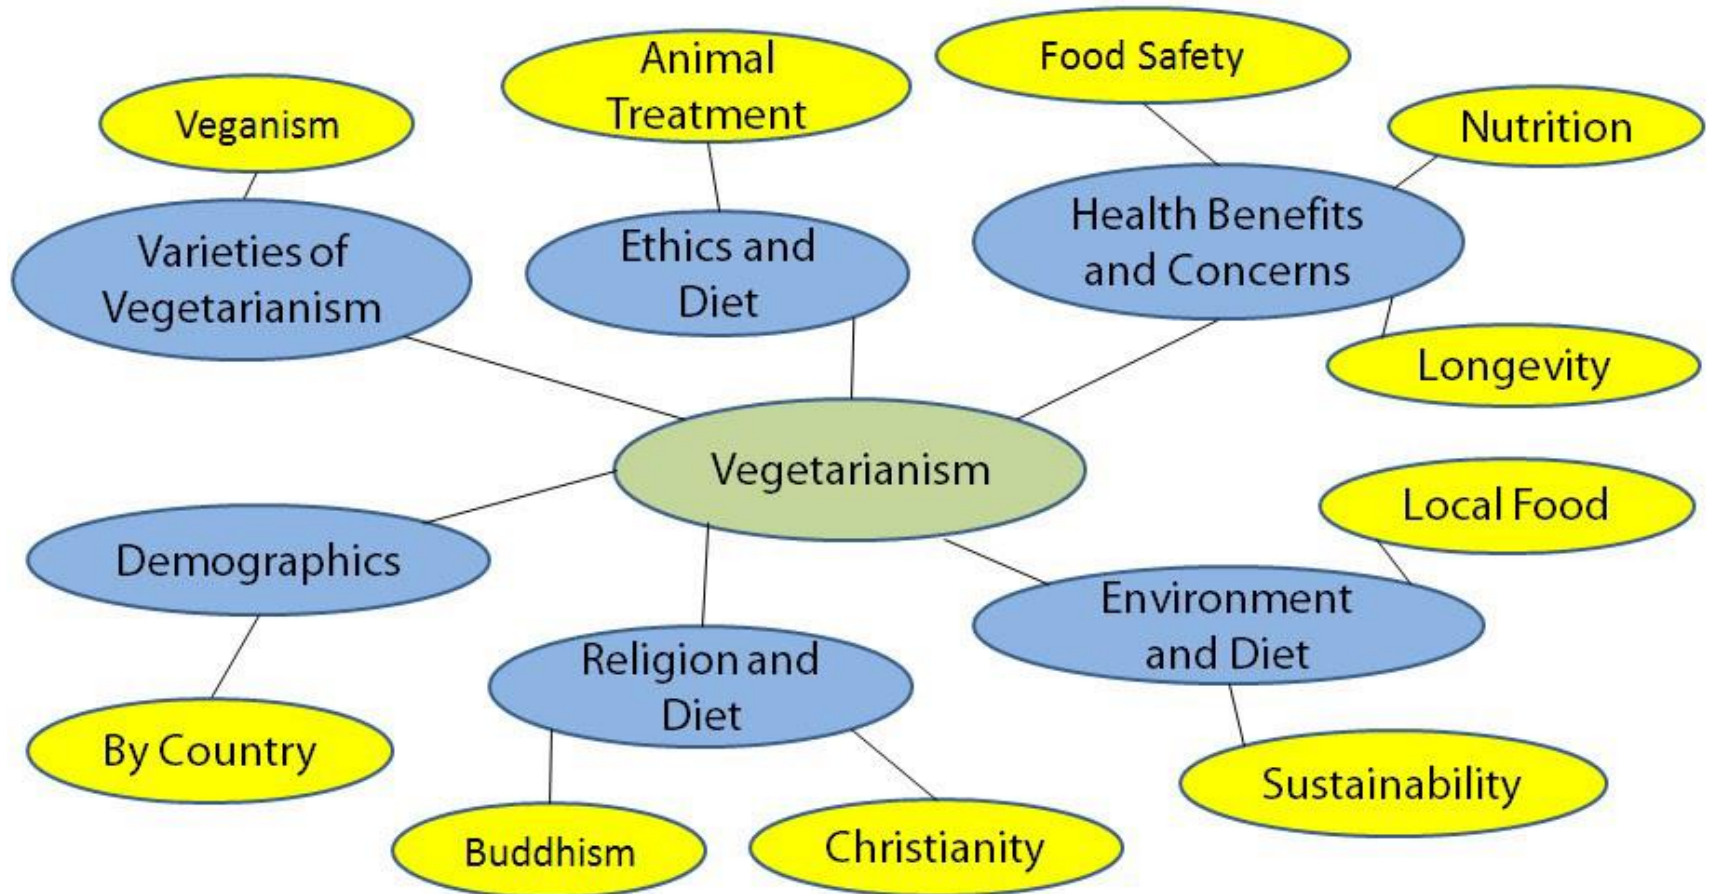 Veganism
Animal
Treatment
Food Safety
Nutrition
Varieties of
Vegetarianism
Ethics and
Diet
Health Benefits
and Concerns
Longevity
Vegetarianism
Local Food
Demographics
Environment
and Diet
Religion and
Diet
By Country
Sustainability
Buddhism
Christianity